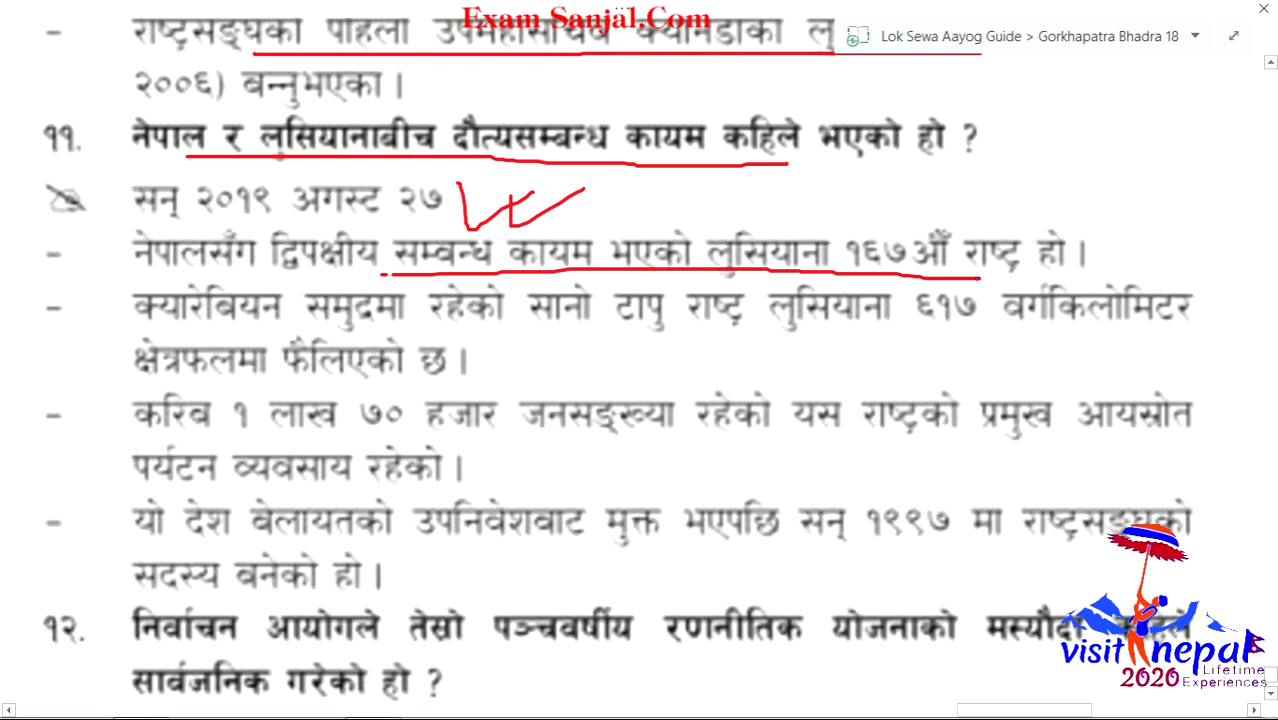 Exam Sanjal.Com
- राष्ट्रसङ्घका पहिला उपमहासचिव क्यानडाका लु
Lok Sewa Aayog Guide > Gorkhapatra Bhadra 18
२००६) बन्नुभएका ।
११. नेपाल र लुसियानाबीच दौत्यसम्बन्ध कायम कहिले भएको हो ?
सन् २०१९ अगस्ट २७
- नेपालसँग द्विपक्षीय सम्बन्ध कायम भएको लुसियाना १६७औँ राष्ट्र हो ।
- क्यारेबियन समुद्रमा रहेको सानो टापु राष्ट्र लुसियाना ६१७ वर्गकिलोमिटर
क्षेत्रफलमा फैलिएको छ ।
- करिब १ लाख ७० हजार जनसङ्ख्या रहेको यस राष्ट्रको प्रमुख आयस्रोत
पर्यटन व्यवसाय रहेको ।
- यो देश बेलायतको उपनिवेशबाट मुक्त भएपछि सन् १९९७ मा राष्ट्रसङ्घको
सदस्य बनेको हो ।
१२. निर्वाचन आयोगले तेस्रो पञ्चवर्षीय रणनीतिक योजनाको मस्यौदा कहिले
सार्वजनिक गरेको हो ?
visit nepal
2020 Lifetime Experiences